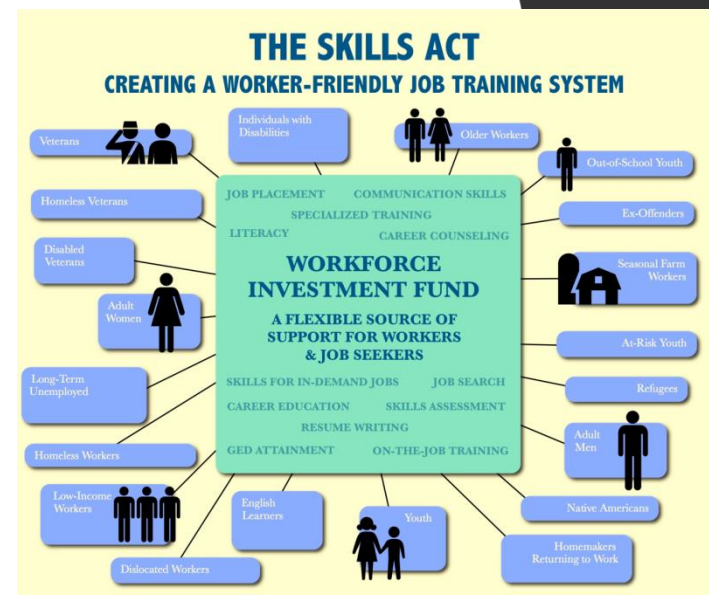 THE SKILLS ACT
CREATING A WORKER-FRIENDLY JOB TRAINING SYSTEM
Veterans
Individuals with
Disabilities
Older Workers
Out-of-School Youth
Homeless Veterans
Ex-Offenders
Disabled
Veterans
Seasonal Farm
Workers
Adult
Women
At-Risk Youth
Long-Term
Unemployed
Refugees
Homeless Workers
Adult
Men
Low-Income
Workers
English
Learners
Youth
Native Americans
Dislocated Workers
Homemakers
Returning to Work
JOB PLACEMENT COMMUNICATION SKILLS
SPECIALIZED TRAINING
LITERACY CAREER COUNSELING
WORKFORCE
INVESTMENT FUND
A FLEXIBLE SOURCE OF
SUPPORT FOR WORKERS
& JOB SEEKERS
SKILLS FOR IN-DEMAND JOBS JOB SEARCH
CAREER EDUCATION SKILLS ASSESSMENT
RESUME WRITING
GED ATTAINMENT ON-THE-JOB TRAINING